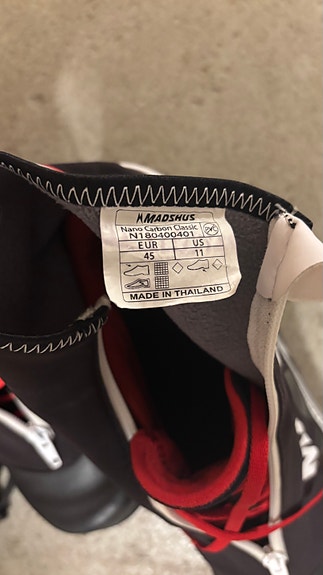 MADSHUS
Nano Carbon Classic
N180400401
EUR US
45 11
MADE IN THAILAND